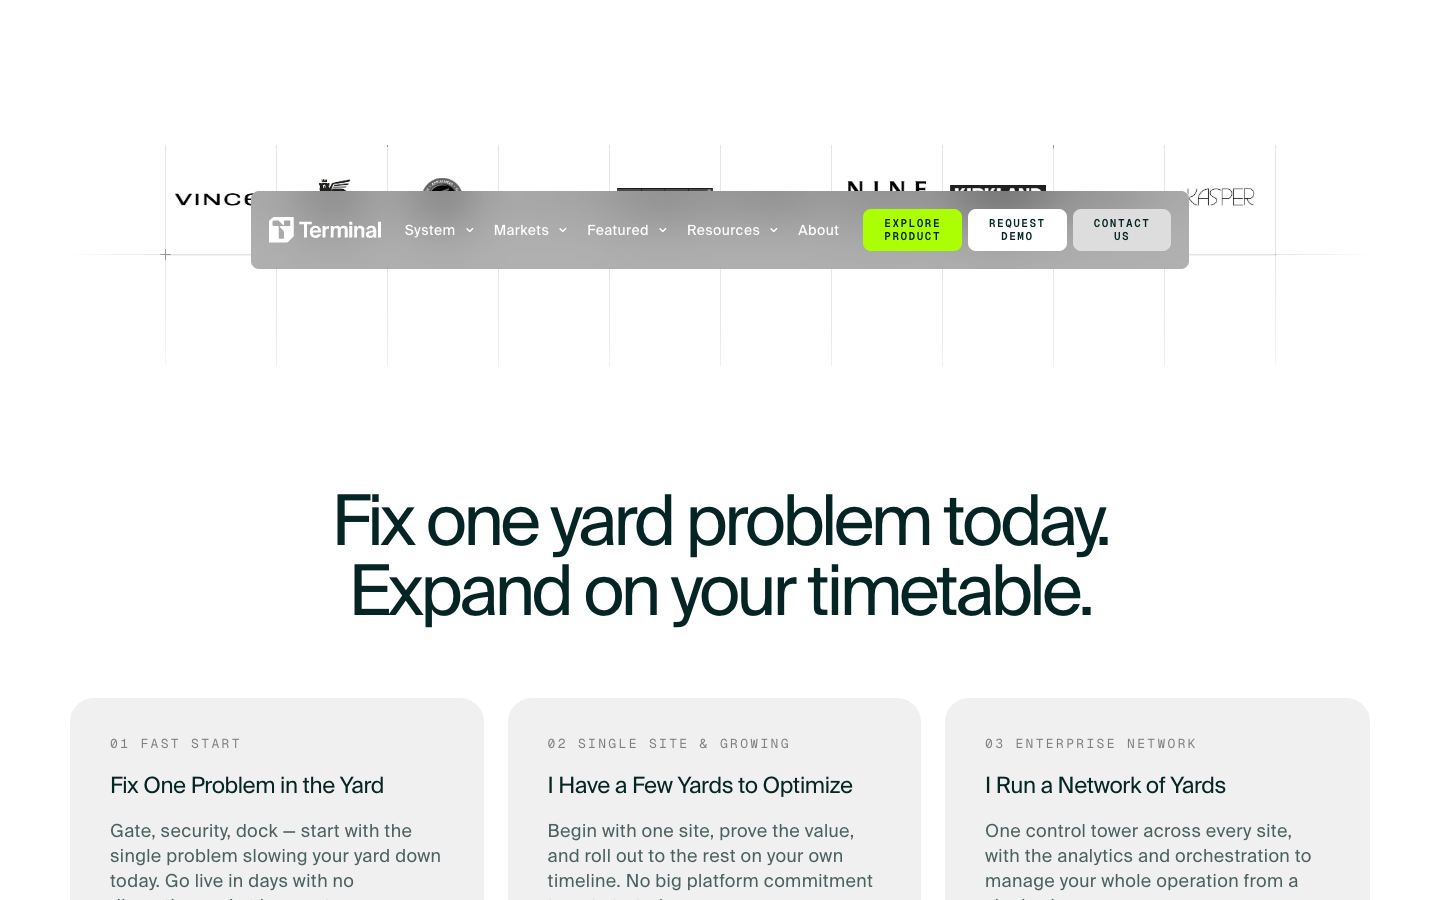 VINCE
NINE
KIRKLAND
KASPER
Terminal
System
Markets
Featured
Resources
About
EXPLORE
PRODUCT
REQUEST
DEMO
CONTACT
US
Fix one yard problem today.
Expand on your timetable.
01 FAST START
Fix One Problem in the Yard
Gate, security, dock — start with the
single problem slowing your yard down
today. Go live in days with no
02 SINGLE SITE & GROWING
I Have a Few Yards to Optimize
Begin with one site, prove the value,
and roll out to the rest on your own
timeline. No big platform commitment
03 ENTERPRISE NETWORK
I Run a Network of Yards
One control tower across every site,
with the analytics and orchestration to
manage your whole operation from a